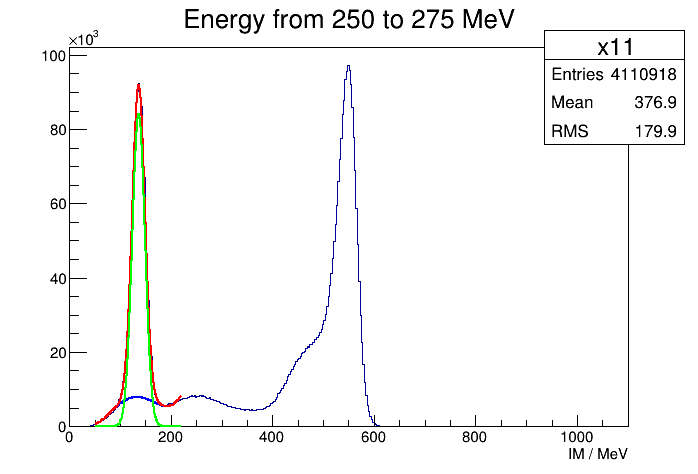 Energy from 250 to 275 MeV
×10³
x11
Entries 4110918
Mean 376.9
RMS 179.9
100
80
60
40
20
0
0 200 400 600 800 1000
IM / MeV